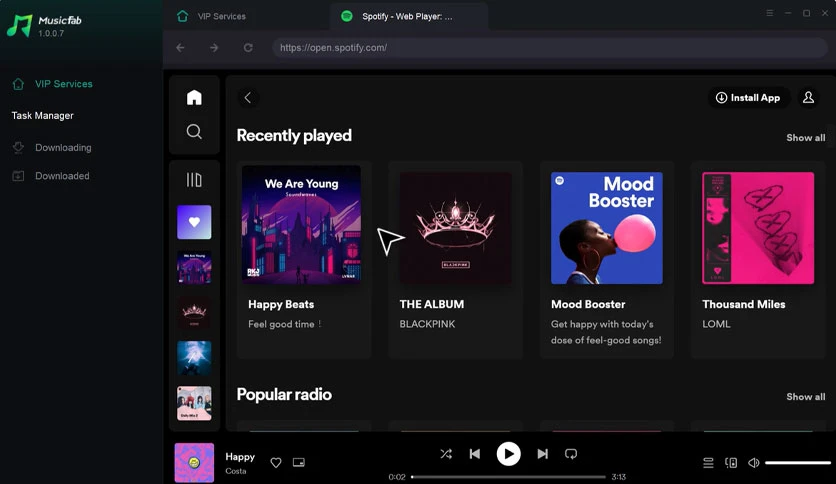 MusicFab
1.0.0.7
VIP Services
Spotify - Web Player: ...
https://open.spotify.com/
VIP Services
Task Manager
Downloading
Downloaded
Install App
Recently played
Show all
We Are Young
Mood
Booster
BLACKPINK
LOML
Happy Beats
THE ALBUM
Mood Booster
Thousand Miles
Feel good time !
BLACKPINK
Get happy with today's
dose of feel-good songs!
LOML
Popular radio
Show all
Happy
Costa
0:02
3:13